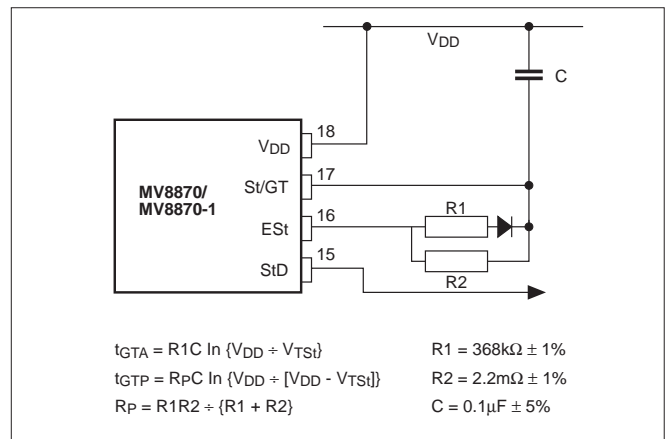 VDD
C
18
VDD
17
St/GT
MV8870/
MV8870-1
R1
16
ESt
15
StD
R2
tGTA = R1C In {VDD ÷ VTSt}
R1 = 368kΩ ± 1%
tGTP = RPC In {VDD ÷ [VDD - VTSt]}
R2 = 2.2mΩ ± 1%
RP = R1R2 ÷ {R1 + R2}
C = 0.1µF ± 5%